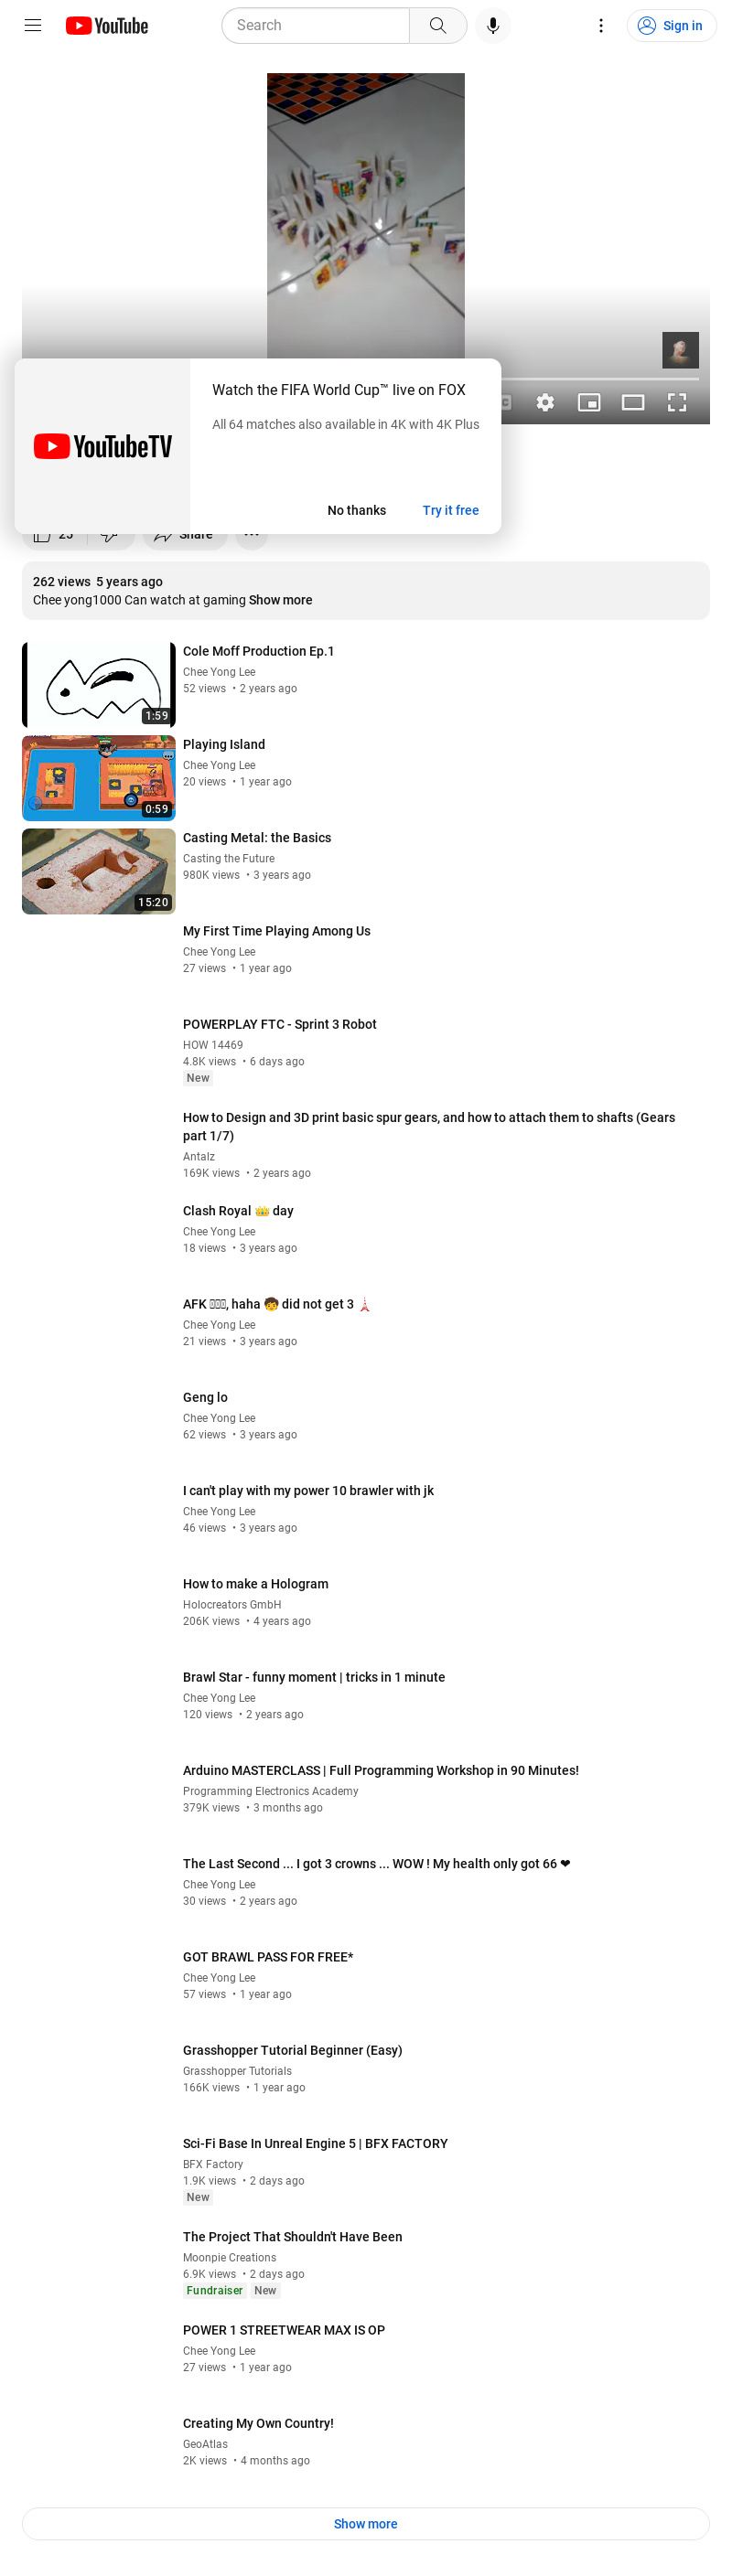 YouTube
Search
Sign in
Watch the FIFA World Cup™ live on FOX
All 64 matches also available in 4K with 4K Plus
YouTubeTV
No thanks
Try it free
25
Share
262 views 5 years ago
Chee yong1000 Can watch at gaming Show more
Cole Moff Production Ep.1
Chee Yong Lee
52 views • 2 years ago
1:59
Playing Island
Chee Yong Lee
20 views • 1 year ago
0:59
Casting Metal: the Basics
Casting the Future
980K views • 3 years ago
15:20
My First Time Playing Among Us
Chee Yong Lee
27 views • 1 year ago
POWERPLAY FTC - Sprint 3 Robot
HOW 14469
4.8K views • 6 days ago
New
How to Design and 3D print basic spur gears, and how to attach them to shafts (Gears
part 1/7)
Antalz
169K views • 2 years ago
Clash Royal 👑 day
Chee Yong Lee
18 views • 3 years ago
AFK , haha 🧒 did not get 3 🗼
Chee Yong Lee
21 views • 3 years ago
Geng lo
Chee Yong Lee
62 views • 3 years ago
I can't play with my power 10 brawler with jk
Chee Yong Lee
46 views • 3 years ago
How to make a Hologram
Holocreators GmbH
206K views • 4 years ago
Brawl Star - funny moment | tricks in 1 minute
Chee Yong Lee
120 views • 2 years ago
Arduino MASTERCLASS | Full Programming Workshop in 90 Minutes!
Programming Electronics Academy
379K views • 3 months ago
The Last Second ... I got 3 crowns ... WOW ! My health only got 66 ❤
Chee Yong Lee
30 views • 2 years ago
GOT BRAWL PASS FOR FREE*
Chee Yong Lee
57 views • 1 year ago
Grasshopper Tutorial Beginner (Easy)
Grasshopper Tutorials
166K views • 1 year ago
Sci-Fi Base In Unreal Engine 5 | BFX FACTORY
BFX Factory
1.9K views • 2 days ago
New
The Project That Shouldn't Have Been
Moonpie Creations
6.9K views • 2 days ago
Fundraiser New
POWER 1 STREETWEAR MAX IS OP
Chee Yong Lee
27 views • 1 year ago
Creating My Own Country!
GeoAtlas
2K views • 4 months ago
Show more